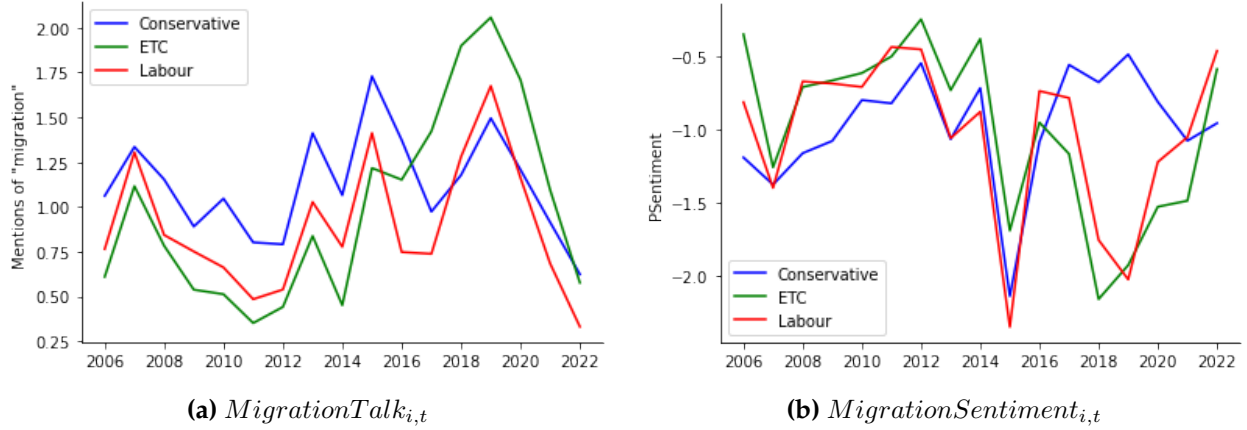 Mentions of "migration"
2.00
1.75
1.50
1.25
1.00
0.75
0.50
0.25
Conservative
ETC
Labour
2006 2008 2010 2012 2014 2016 2018 2020 2022
(a) MigrationTalk_{i,t}
PSentiment
−0.5
−1.0
−1.5
−2.0
Conservative
ETC
Labour
2006 2008 2010 2012 2014 2016 2018 2020 2022
(b) MigrationSentiment_{i,t}